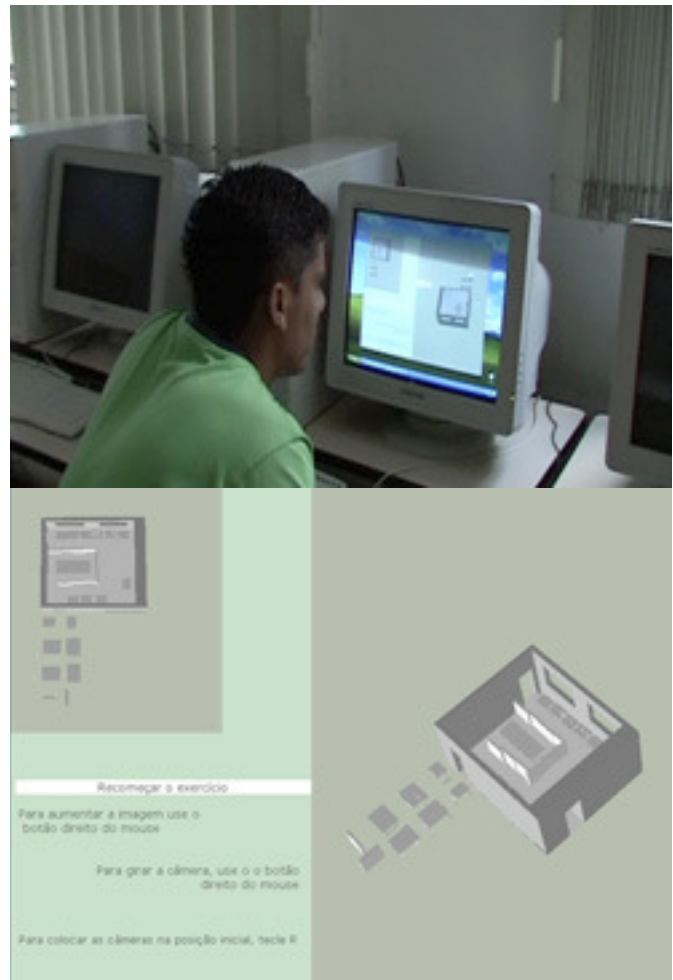 Recomeçar o exercício
Para aumentar a imagem use o
botão direito do mouse
Para girar a câmera, use o o botão
direito do mouse
Para colocar as câmeras na posição inicial, tecle R